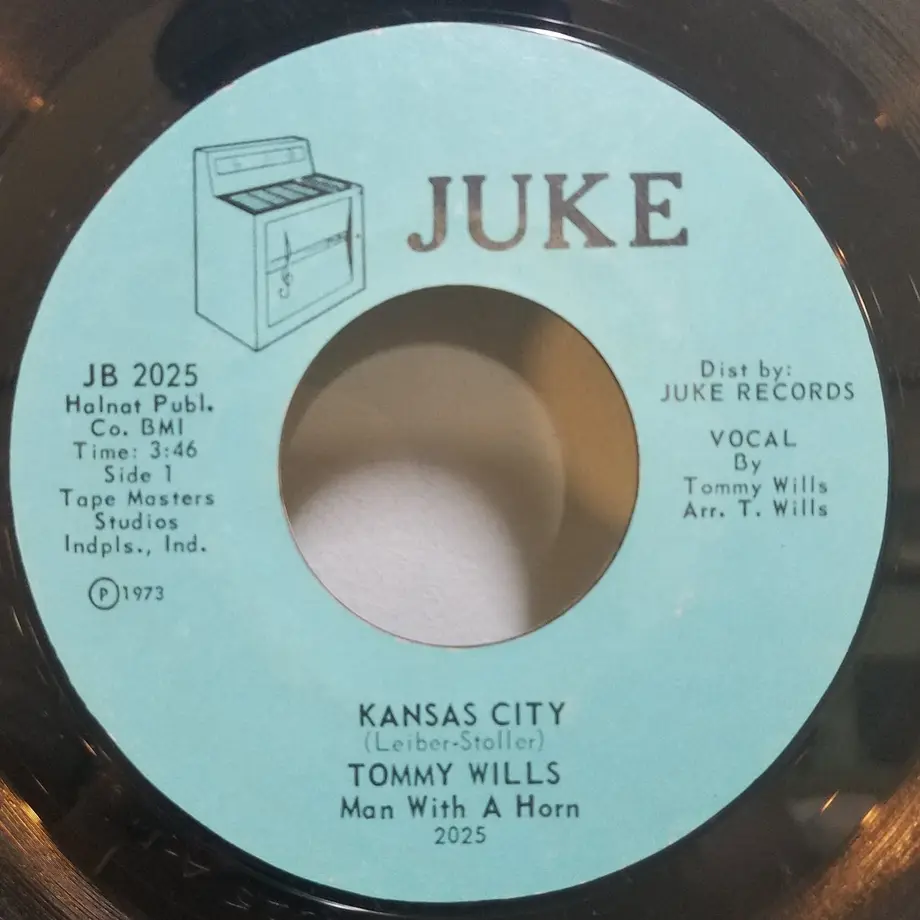 JUKE
JB 2025
Halnat Publ.
Co. BMI
Time: 3:46
Side 1
Tape Masters
Studios
Indpls., Ind.
Ⓟ1973
Dist by:
JUKE RECORDS
VOCAL
By
Tommy Wills
Arr. T. Wills
KANSAS CITY
(Leiber-Stoller)
TOMMY WILLS
Man With A Horn
2025